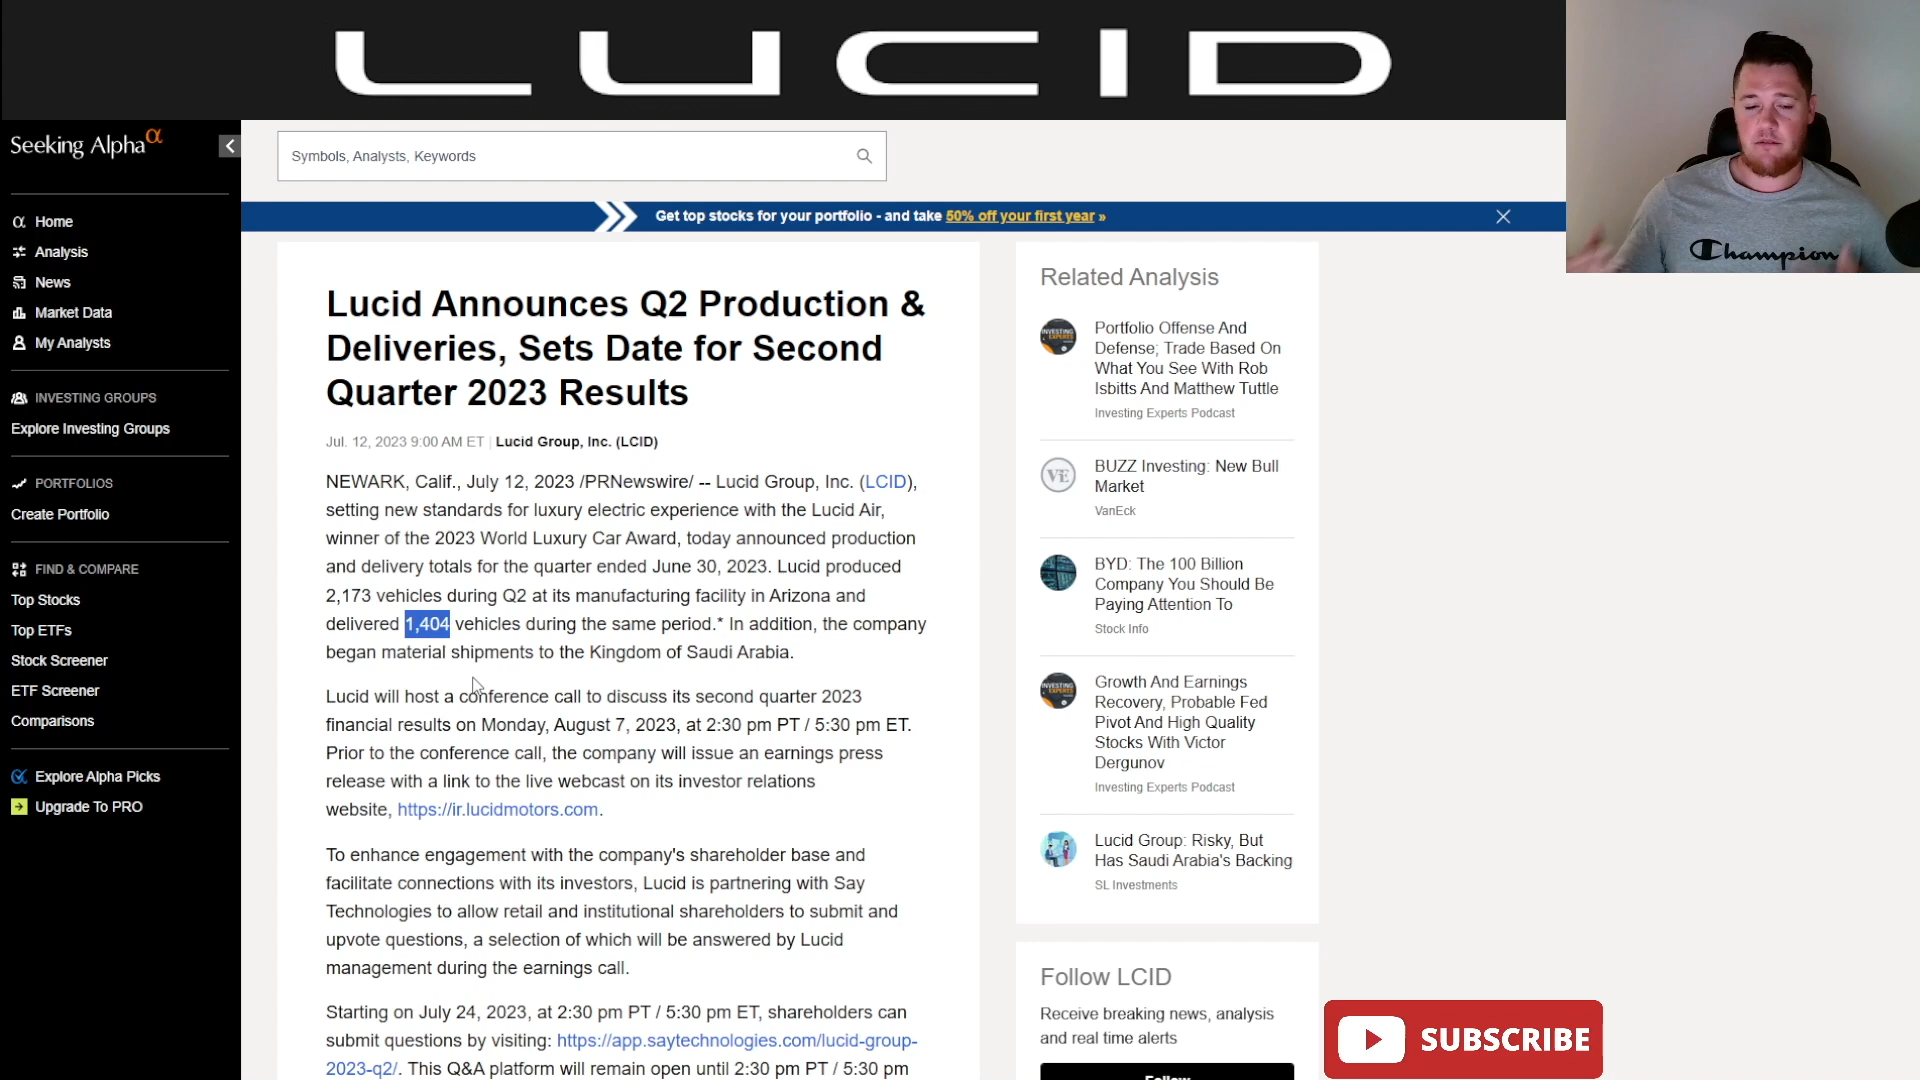 LUCID
Seeking Alpha α
Symbols, Analysts, Keywords
Get top stocks for your portfolio - and take 50% off your first year »
Champion
Home
Analysis
News
Market Data
My Analysts
INVESTING GROUPS
Explore Investing Groups
PORTFOLIOS
Create Portfolio
FIND & COMPARE
Top Stocks
Top ETFs
Stock Screener
ETF Screener
Comparisons
Explore Alpha Picks
Upgrade To PRO
Lucid Announces Q2 Production &
Deliveries, Sets Date for Second
Quarter 2023 Results
Jul. 12, 2023 9:00 AM ET | Lucid Group, Inc. (LCID)
NEWARK, Calif., July 12, 2023 /PRNewswire/ -- Lucid Group, Inc. (LCID),
setting new standards for luxury electric experience with the Lucid Air,
winner of the 2023 World Luxury Car Award, today announced production
and delivery totals for the quarter ended June 30, 2023. Lucid produced
2,173 vehicles during Q2 at its manufacturing facility in Arizona and
delivered 1,404 vehicles during the same period.* In addition, the company
began material shipments to the Kingdom of Saudi Arabia.
Lucid will host a conference call to discuss its second quarter 2023
financial results on Monday, August 7, 2023, at 2:30 pm PT / 5:30 pm ET.
Prior to the conference call, the company will issue an earnings press
release with a link to the live webcast on its investor relations
website, https://ir.lucidmotors.com.
To enhance engagement with the company's shareholder base and
facilitate connections with its investors, Lucid is partnering with Say
Technologies to allow retail and institutional shareholders to submit and
upvote questions, a selection of which will be answered by Lucid
management during the earnings call.
Starting on July 24, 2023, at 2:30 pm PT / 5:30 pm ET, shareholders can
submit questions by visiting: https://app.saytechnologies.com/lucid-group-
2023-q2/. This Q&A platform will remain open until 2:30 pm PT / 5:30 pm
Related Analysis
INVESTING EXPERTS
Portfolio Offense And
Defense; Trade Based On
What You See With Rob
Isbitts And Matthew Tuttle
Investing Experts Podcast
VE
BUZZ Investing: New Bull
Market
VanEck
BYD: The 100 Billion
Company You Should Be
Paying Attention To
Stock Info
INVESTING EXPERTS
Growth And Earnings
Recovery, Probable Fed
Pivot And High Quality
Stocks With Victor
Dergunov
Investing Experts Podcast
Lucid Group: Risky, But
Has Saudi Arabia's Backing
SL Investments
Follow LCID
Receive breaking news, analysis
and real time alerts
Follow
SUBSCRIBE